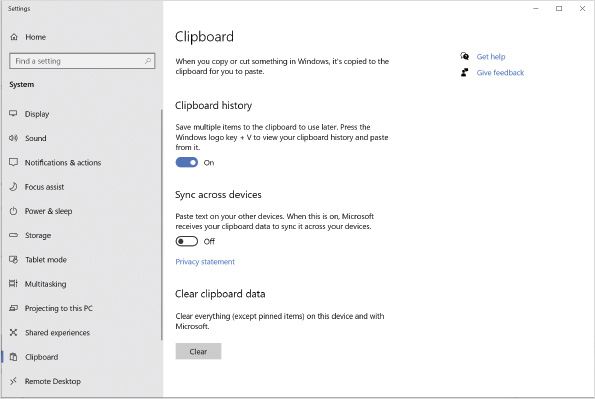 Settings
Home
Find a setting
System
Display
Sound
Notifications & actions
Focus assist
Power & sleep
Storage
Tablet mode
Multitasking
Projecting to this PC
Shared experiences
Clipboard
Remote Desktop
Clipboard
When you copy or cut something in Windows, it's copied to the
clipboard for you to paste.
Clipboard history
Save multiple items to the clipboard to use later. Press the
Windows logo key + V to view your clipboard history and paste
from it.
On
Sync across devices
Paste text on your other devices. When this is on, Microsoft
receives your clipboard data to sync it across your devices.
Off
Privacy statement
Clear clipboard data
Clear everything (except pinned items) on this device and with
Microsoft.
Clear
Get help
Give feedback